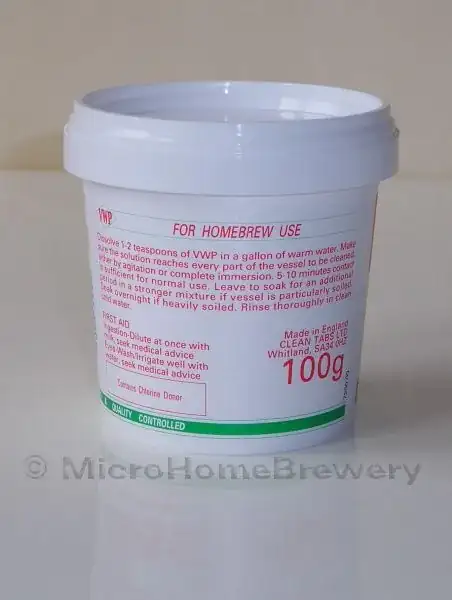 VWP
FOR HOMEBREW USE
Dissolve 1-2 teaspoons of VWP in a gallon of warm water. Make
sure the solution reaches every part of the vessel to be cleaned,
either by agitation or complete immersion. 5-10 minutes contact
is sufficient for normal use. Leave to soak for an additional
period in a stronger mixture if vessel is particularly soiled.
Soak overnight if heavily soiled. Rinse thoroughly in clean
cold water.
FIRST AID
Ingestion-Dilute at once with
milk, seek medical advice
Eyes-Wash/Irrigate well with
water, seek medical advice
Contains Chlorine Donor
Made in England
CLEAN TABS LTD
Whitland, SA34 0HZ
100g
QUALITY CONTROLLED
© MicroHomeBrewery